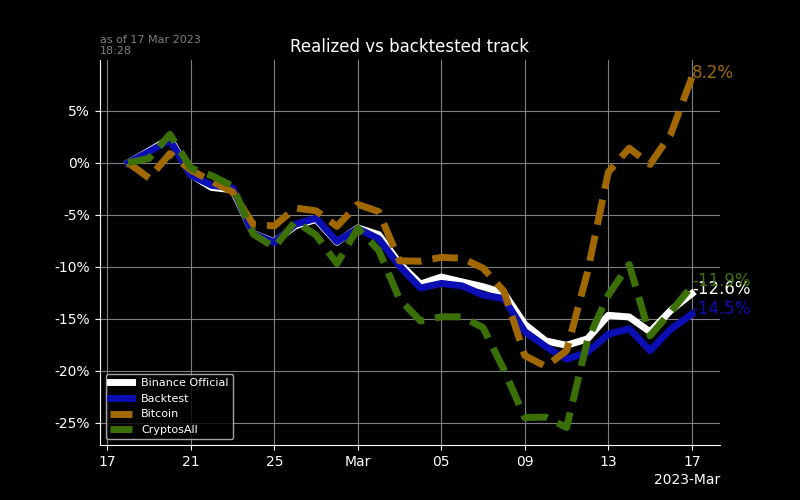 as of 17 Mar 2023
18:28
Realized vs backtested track
8.2%
5%
0%
-5%
-10%
-11.9%
-12.6%
-14.5%
-15%
-20%
-25%
Binance Official
Backtest
Bitcoin
CryptosAll
17 21 25 Mar 05 09 13 17
2023-Mar